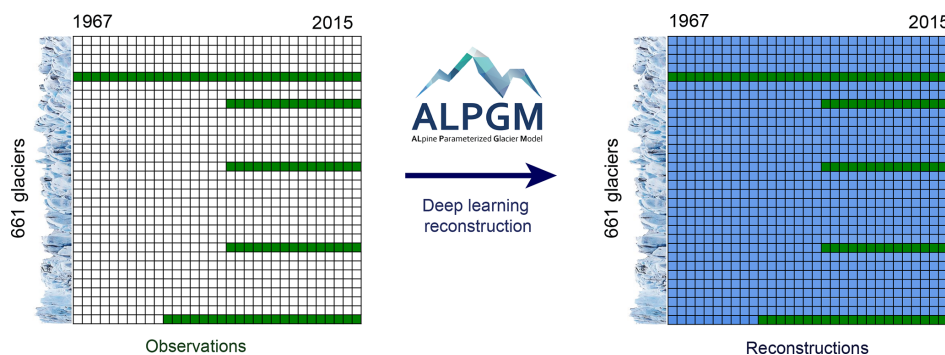 1967
2015
661 glaciers
Observations
ALPGM
ALpine Parameterized Glacier Model
Deep learning
reconstruction
1967
2015
661 glaciers
Reconstructions